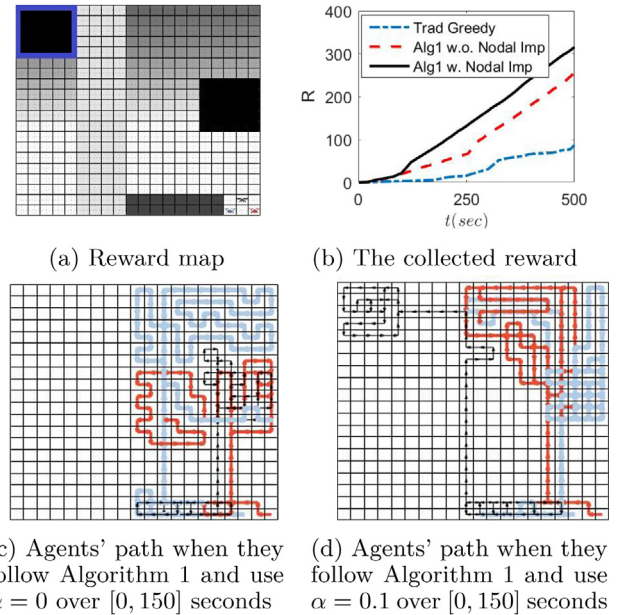 400
300
200
100
0
R
Trad Greedy
Alg1 w.o. Nodal Imp
Alg1 w. Nodal Imp
0 250 500
t(sec)
(a) Reward map
(b) The collected reward
c) Agents' path when they
ollow Algorithm 1 and use
α = 0 over [0, 150] seconds
(d) Agents' path when they
follow Algorithm 1 and use
α = 0.1 over [0, 150] seconds